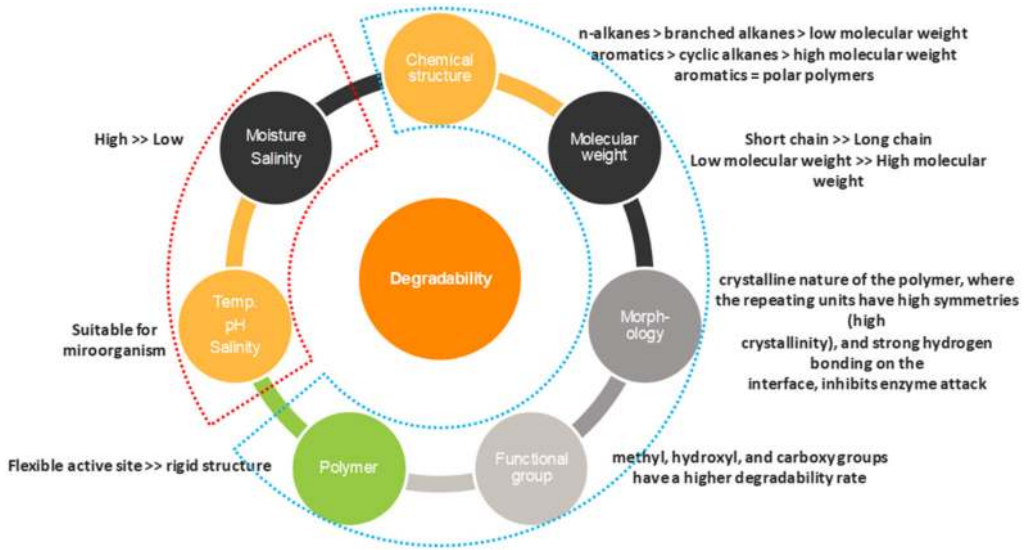 n-alkanes > branched alkanes > low molecular weight
aromatics > cyclic alkanes > high molecular weight
aromatics = polar polymers
Chemical
structure
High >> Low
Moisture
Salinity
Molecular
weight
Short chain >> Long chain
Low molecular weight >> High molecular
weight
Degradability
Suitable for
miroorganism
Temp.
pH
Salinity
Morph-
ology
crystalline nature of the polymer, where
the repeating units have high symmetries
(high
crystallinity), and strong hydrogen
bonding on the
interface, inhibits enzyme attack
Flexible active site >> rigid structure
Polymer
Functional
group
methyl, hydroxyl, and carboxy groups
have a higher degradability rate